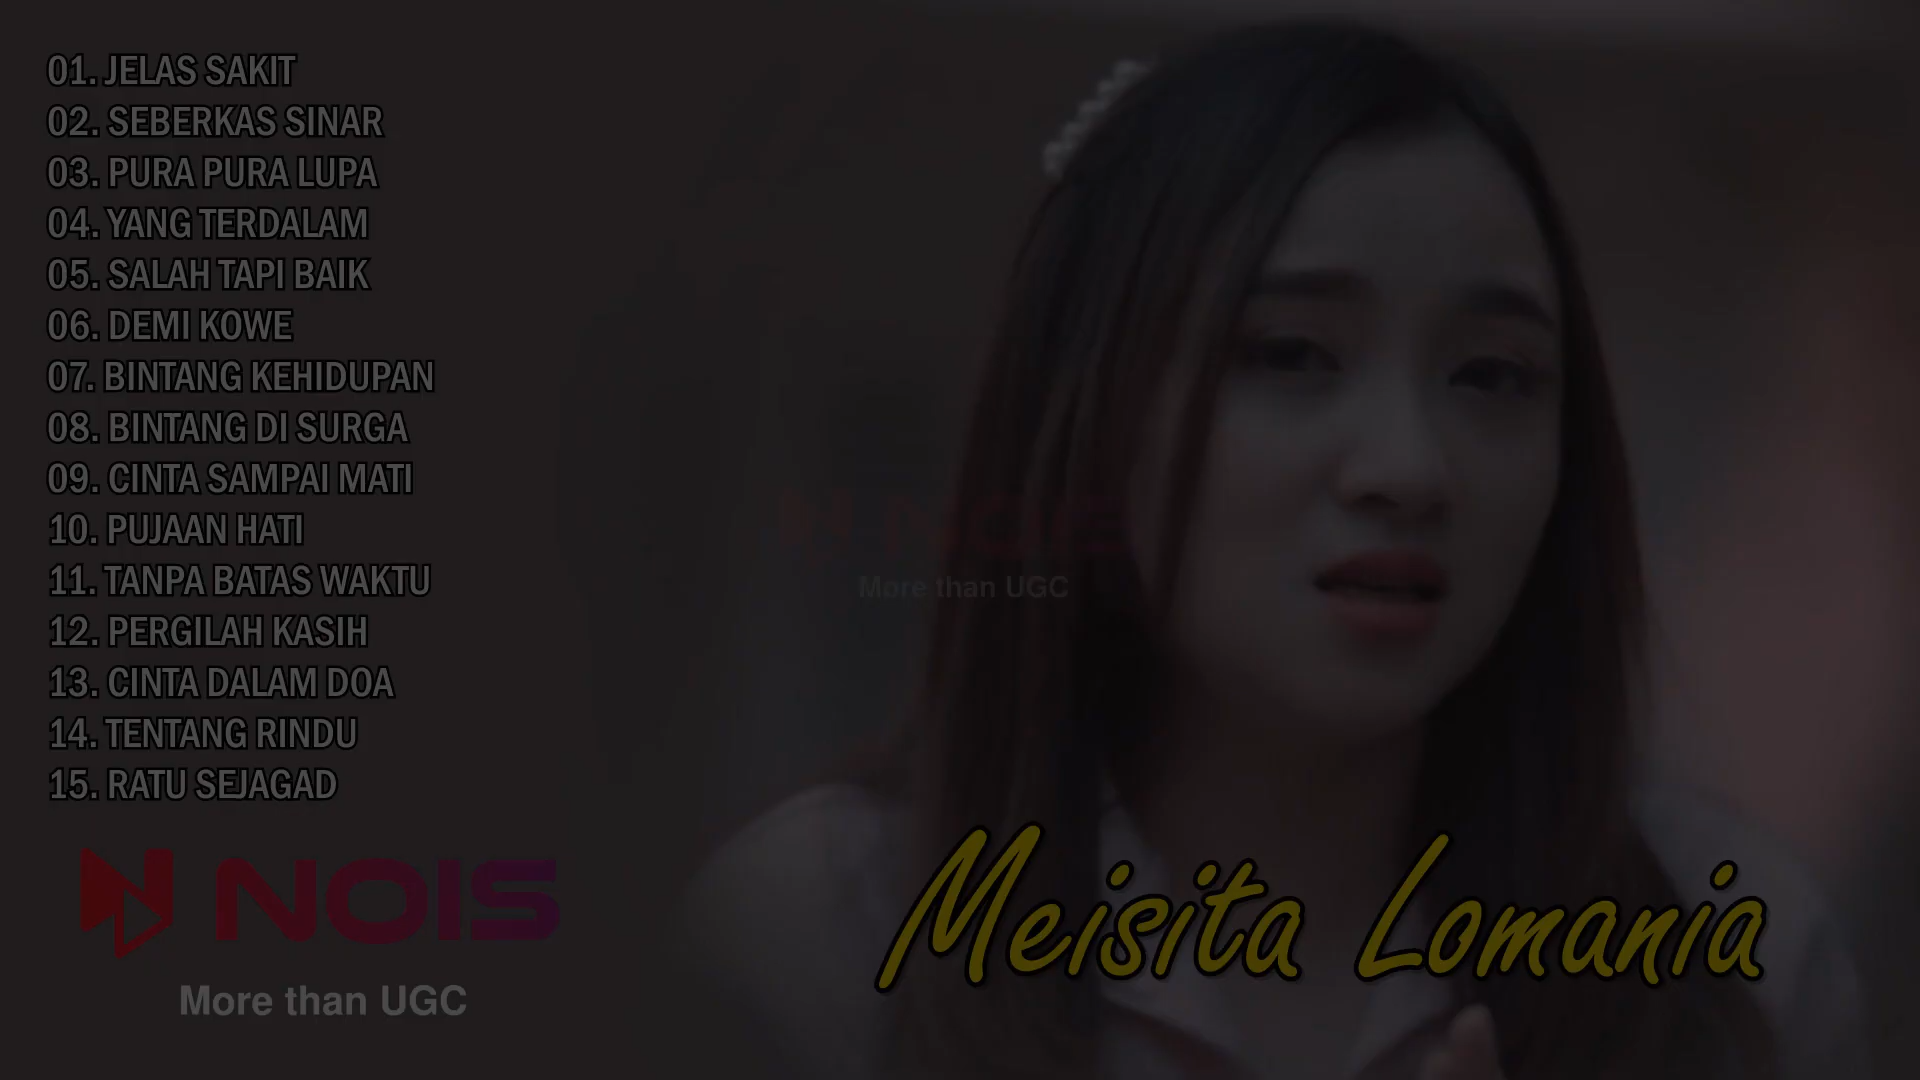 01. JELAS SAKIT
02. SEBERKAS SINAR
03. PURA PURA LUPA
04. YANG TERDALAM
05. SALAH TAPI BAIK
06. DEMI KOWE
07. BINTANG KEHIDUPAN
08. BINTANG DI SURGA
09. CINTA SAMPAI MATI
10. PUJAAN HATI
11. TANPA BATAS WAKTU
12. PERGILAH KASIH
13. CINTA DALAM DOA
14. TENTANG RINDU
15. RATU SEJAGAD
NOIS
More than UGC
NOIS
More than UGC
Meisita Lomania